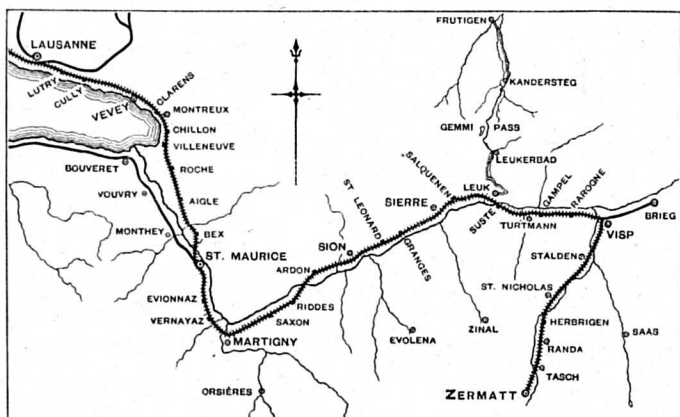 LAUSANNE
LUTRY
CULLY
VEVEY
CLARENS
MONTREUX
CHILLON
VILLENEUVE
BOUVERET
ROCHE
VOUVRY
AIGLE
MONTHEY
BEX
ST. MAURICE
EVIONNAZ
VERNAYAZ
MARTIGNY
ORSIÈRES
SAXON
RIDDES
ARDON
SION
ST LEONARD
GRANGES
SIERRE
SALQUENEN
LEUK
SUSTE
TURTMANN
GAMPEL
RAROGNE
VISP
BRIEG
FRUTIGEN
KANDERSTEG
GEMMI PASS
LEUKERBAD
EVOLENA
ZINAL
STALDEN
ST. NICHOLAS
HERBRIGEN
RANDA
TASCH
ZERMATT
SAAS